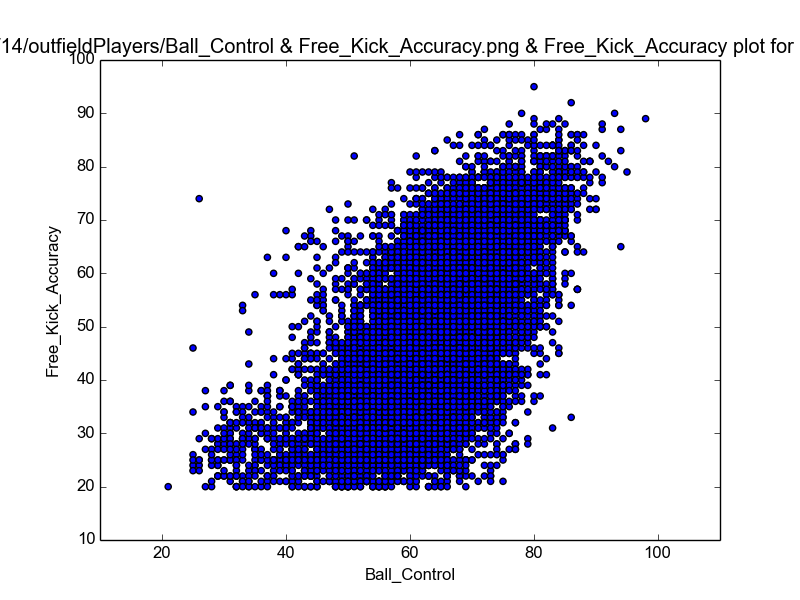 /14/outfieldPlayers/Ball_Control & Free_Kick_Accuracy.png & Free_Kick_Accuracy plot for
100
90
80
70
60
50
40
30
20
10
Free_Kick_Accuracy
20 40 60 80 100
Ball_Control